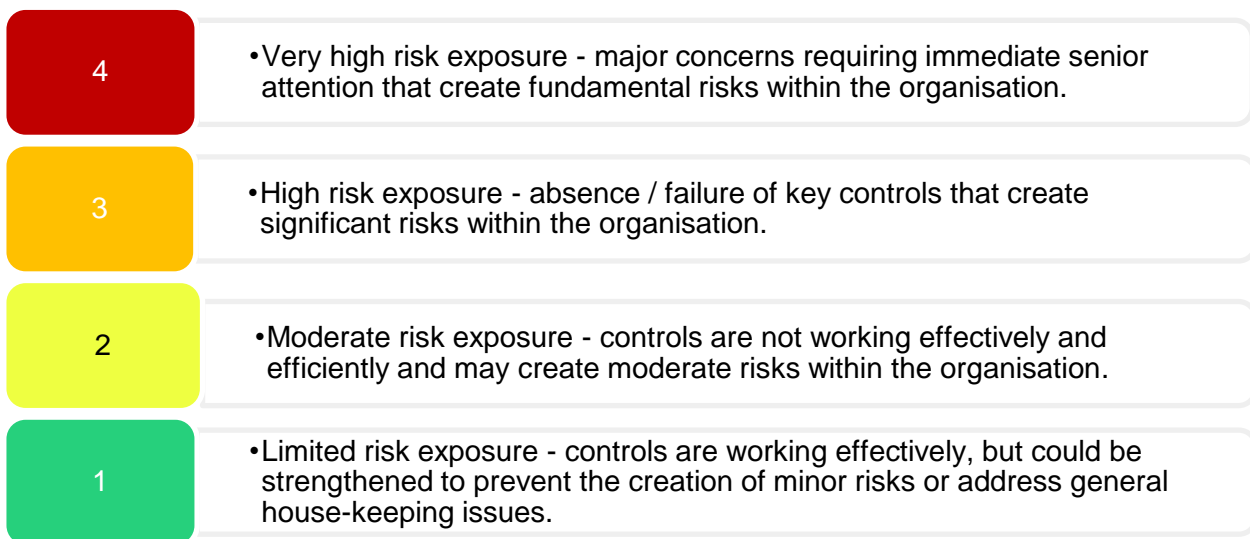 4
•Very high risk exposure - major concerns requiring immediate senior
attention that create fundamental risks within the organisation.
3
•High risk exposure - absence / failure of key controls that create
significant risks within the organisation.
2
•Moderate risk exposure - controls are not working effectively and
efficiently and may create moderate risks within the organisation.
1
•Limited risk exposure - controls are working effectively, but could be
strengthened to prevent the creation of minor risks or address general
house-keeping issues.